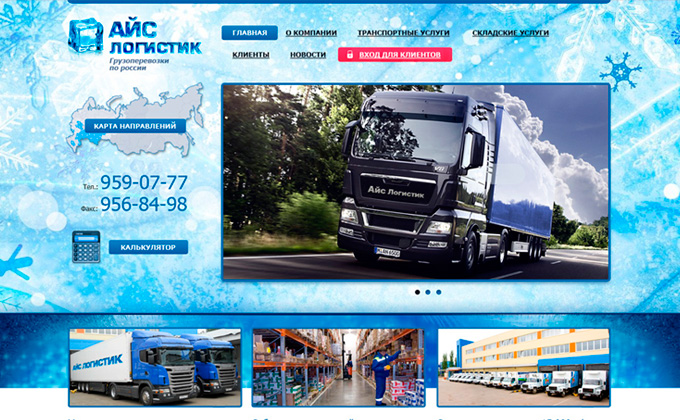 АЙС
ЛОГИСТИК
Грузоперевозки
по россии
ГЛАВНАЯ
О КОМПАНИИ
ТРАНСПОРТНЫЕ УСЛУГИ
СКЛАДСКИЕ УСЛУГИ
КЛИЕНТЫ
НОВОСТИ
ВХОД ДЛЯ КЛИЕНТОВ
КАРТА НАПРАВЛЕНИЙ
Тел.: 959-07-77
Факс: 956-84-98
КАЛЬКУЛЯТОР
Айс Логистик
АЙС ЛОГИСТИК